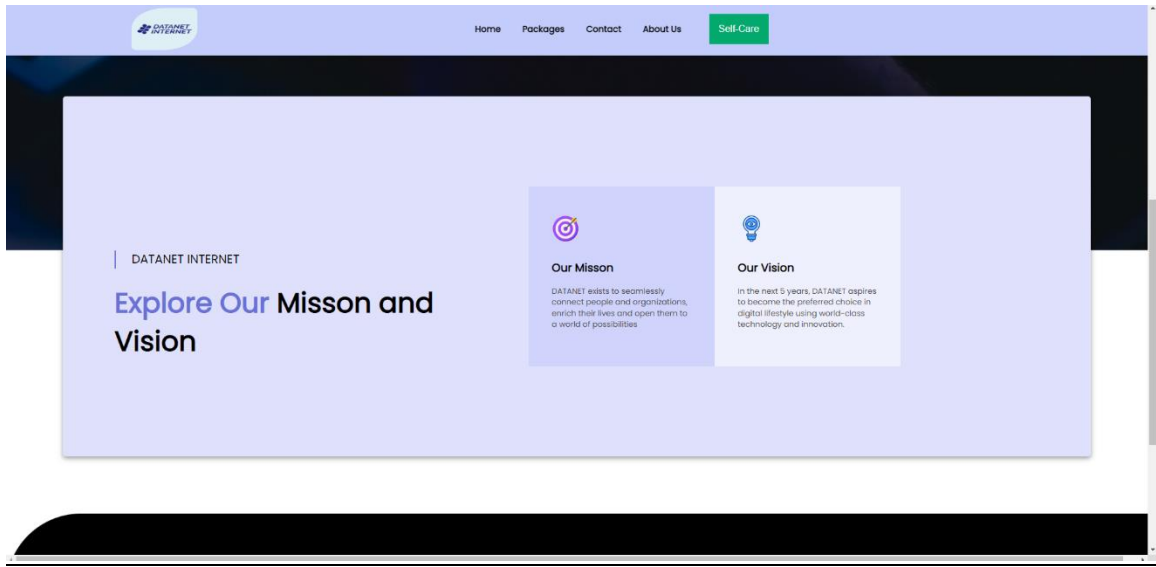 DATANET
INTERNET
Home Packages Contact About Us Self-Care
DATANET INTERNET
Explore Our Misson and
Vision
Our Misson
DATANET exists to seamlessly
connect people and organizations,
enrich their lives and open them to
a world of possibilities
Our Vision
In the next 5 years, DATANET aspires
to become the preferred choice in
digital lifestyle using world-class
technology and innovation.